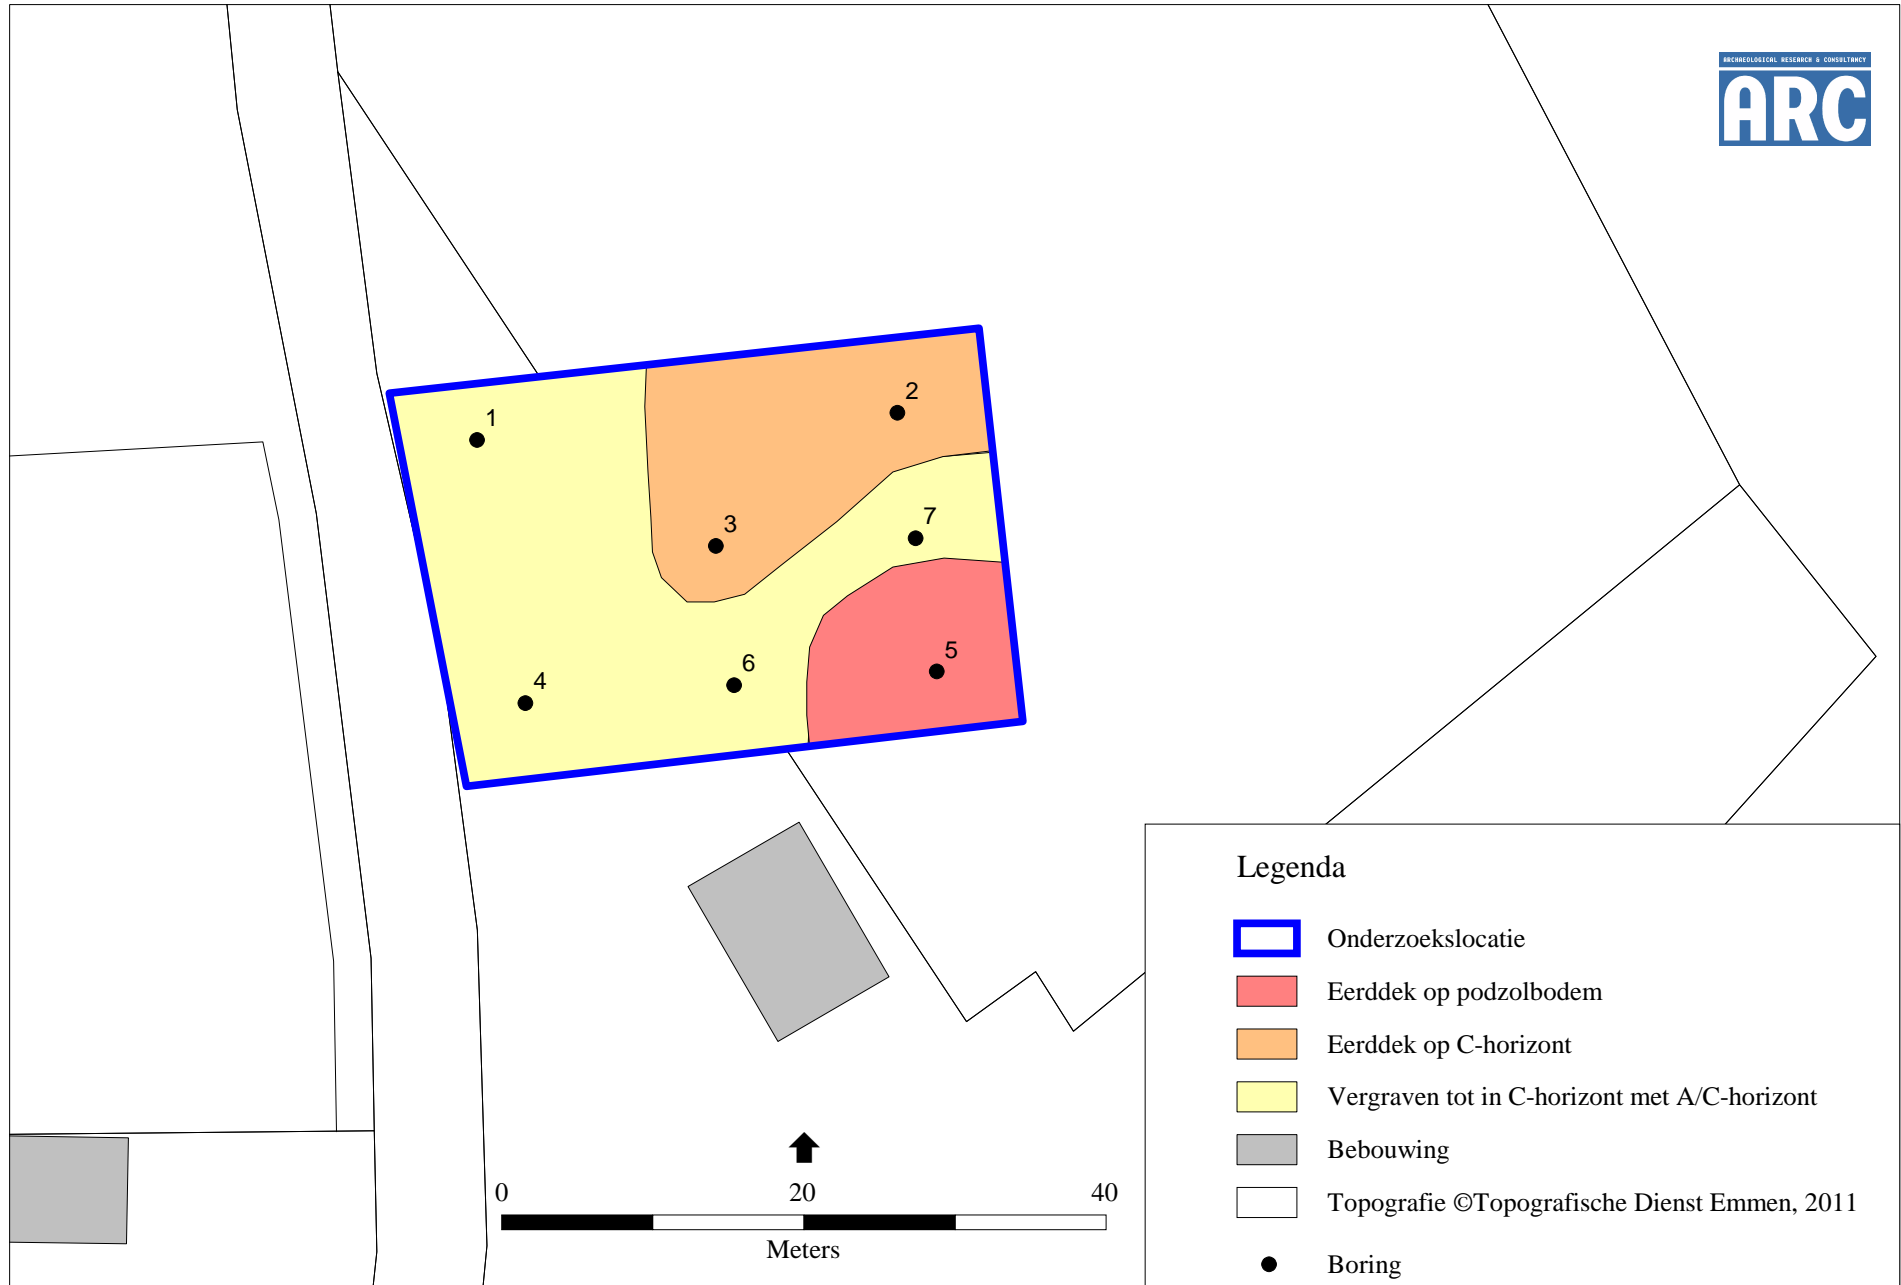 ARCHAEOLOGICAL RESEARCH & CONSULTANCY
ARC
1
2
3
7
4
6
5
Legenda
Onderzoekslocatie
Eerddek op podzolbodem
Eerddek op C-horizont
Vergraven tot in C-horizont met A/C-horizont
Bebouwing
Topografie ©Topografische Dienst Emmen, 2011
Boring
0 20 40
Meters